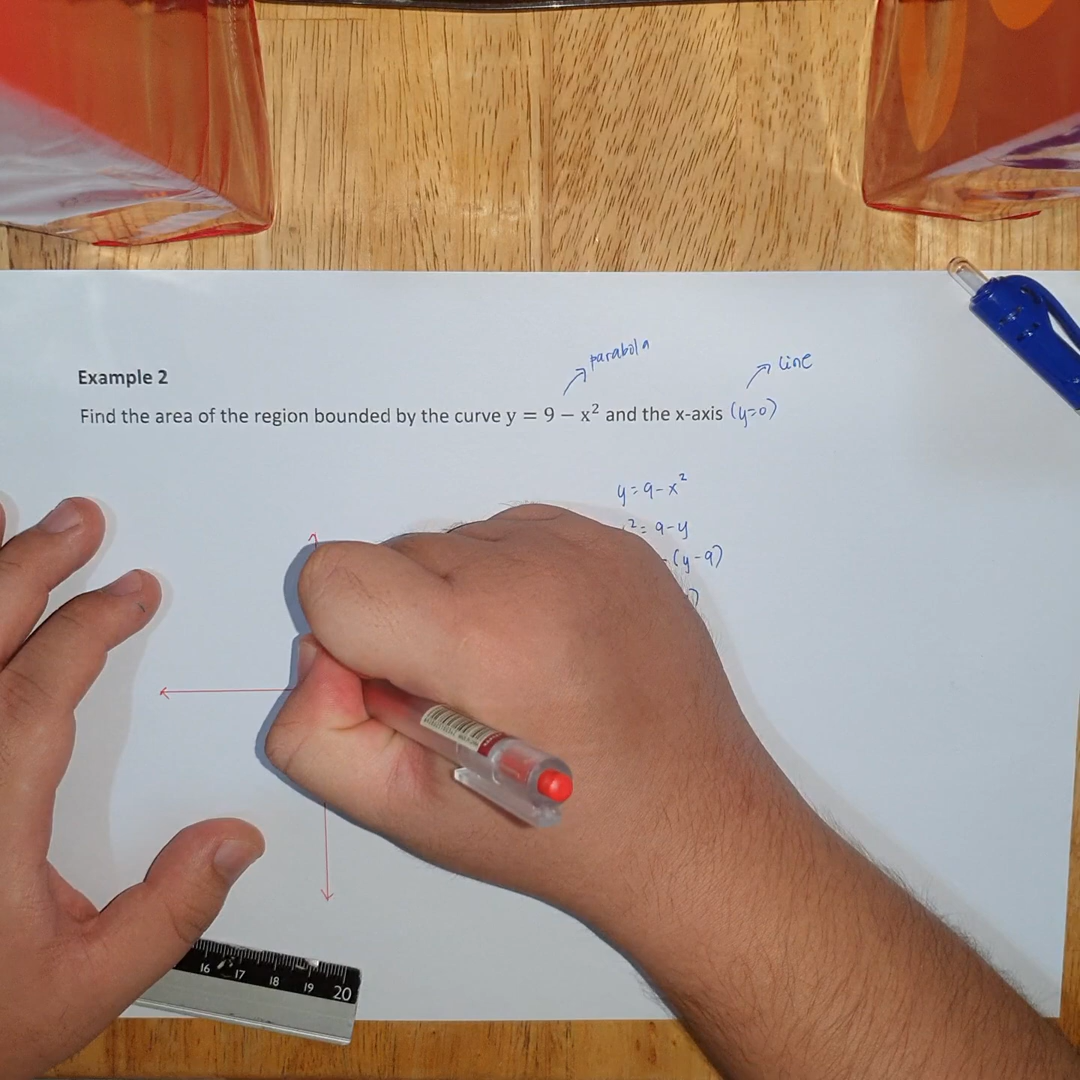 parabola
line
Example 2
Find the area of the region bounded by the curve y = 9 − x² and the x-axis (y=0)
y = 9-x²
²= 9-y
-(y-9)
16 17 18 19 20